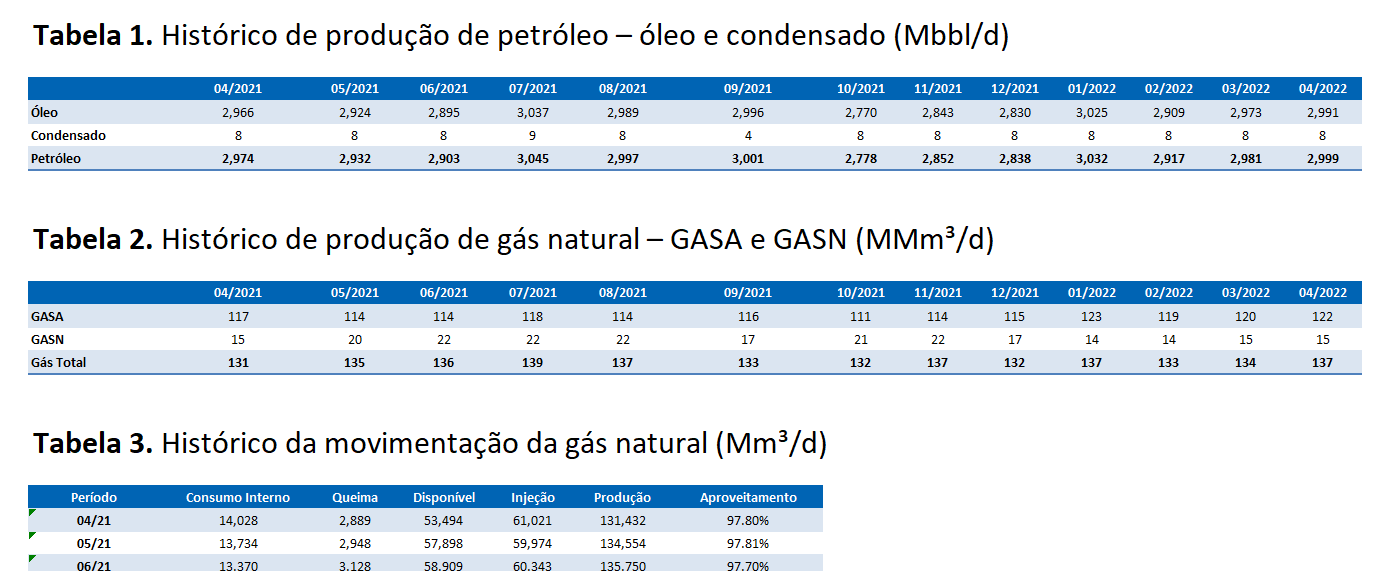 Tabela 1. Histórico de produção de petróleo – óleo e condensado (Mbbl/d)
04/2021 05/2021 06/2021 07/2021 08/2021 09/2021 10/2021 11/2021 12/2021 01/2022 02/2022 03/2022 04/2022
Óleo 2,966 2,924 2,895 3,037 2,989 2,996 2,770 2,843 2,830 3,025 2,909 2,973 2,991
Condensado 8 8 8 9 8 4 8 8 8 8 8 8 8
Petróleo 2,974 2,932 2,903 3,045 2,997 3,001 2,778 2,852 2,838 3,032 2,917 2,981 2,999
Tabela 2. Histórico de produção de gás natural – GASA e GASN (MMm³/d)
04/2021 05/2021 06/2021 07/2021 08/2021 09/2021 10/2021 11/2021 12/2021 01/2022 02/2022 03/2022 04/2022
GASA 117 114 114 118 114 116 111 114 115 123 119 120 122
GASN 15 20 22 22 22 17 21 22 17 14 14 15 15
Gás Total 131 135 136 139 137 133 132 137 132 137 133 134 137
Tabela 3. Histórico da movimentação da gás natural (Mm³/d)
Período Consumo Interno Queima Disponível Injeção Produção Aproveitamento
04/21 14,028 2,889 53,494 61,021 131,432 97.80%
05/21 13,734 2,948 57,898 59,974 134,554 97.81%
06/21 13,370 3,128 58,909 60,343 135,750 97.70%